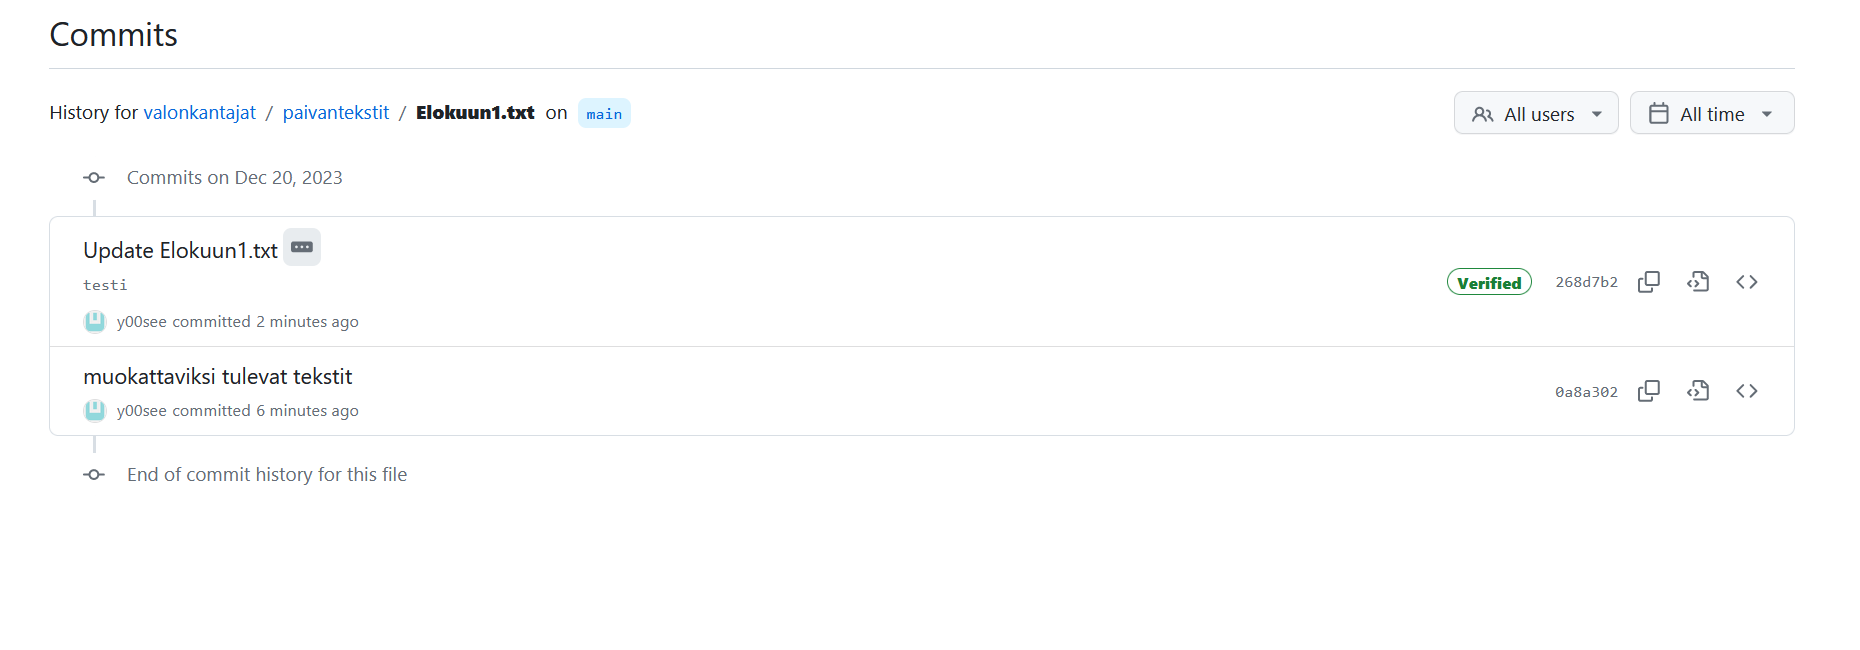 Commits
History for valonkantajat / paivantekstit / Elokuun1.txt on main
All users
All time
Commits on Dec 20, 2023
Update Elokuun1.txt
testi
y00see committed 2 minutes ago
Verified
268d7b2
muokattaviksi tulevat tekstit
y00see committed 6 minutes ago
0a8a302
End of commit history for this file